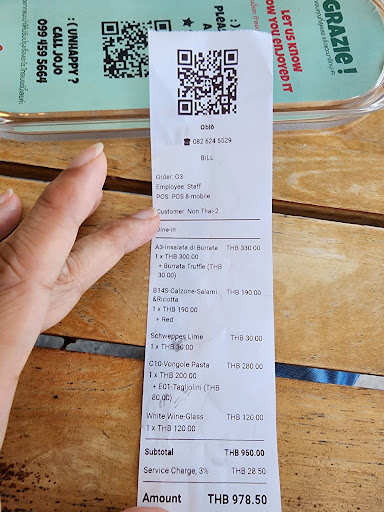 GRAZIE!
LET US KNOW
HOW YOU ENJOYED IT
:( UNHAPPY ?
CALL JOJO
099 459 5664
Oblò
☎ 082 624 5529
BILL
Order: O3
Employee: Staff
POS: POS 8-mobile
Customer: Non Thai-2
Dine in
A3-Insalata di Burrata THB 330.00
1 x THB 300.00
+ Burrata Truffle (THB
30.00)
B14S-Calzone-Salami THB 190.00
&Ricotta
1 x THB 190.00
+ Red
Schweppes Lime THB 30.00
1 x THB 30.00
C10-Vongole Pasta THB 280.00
1 x THB 200.00
+ E01-Tagliolini (THB
80.00)
White Wine-Glass THB 120.00
1 x THB 120.00
Subtotal THB 950.00
Service Charge, 3% THB 28.50
Amount THB 978.50